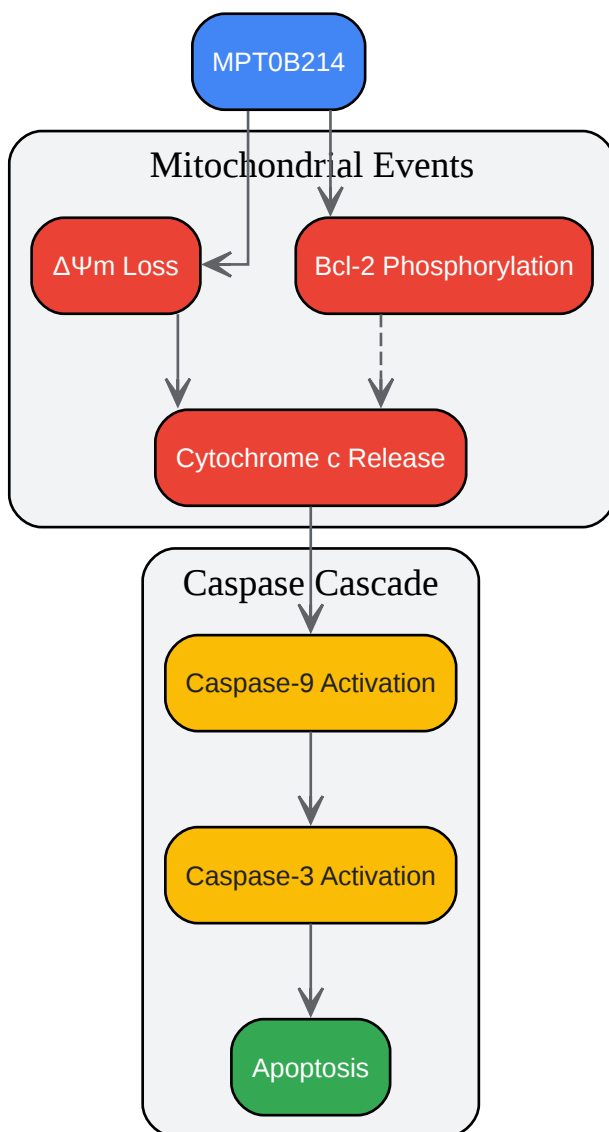 MPT0B214
Mitochondrial Events
ΔΨm Loss
Bcl-2 Phosphorylation
Cytochrome c Release
Caspase Cascade
Caspase-9 Activation
Caspase-3 Activation
Apoptosis